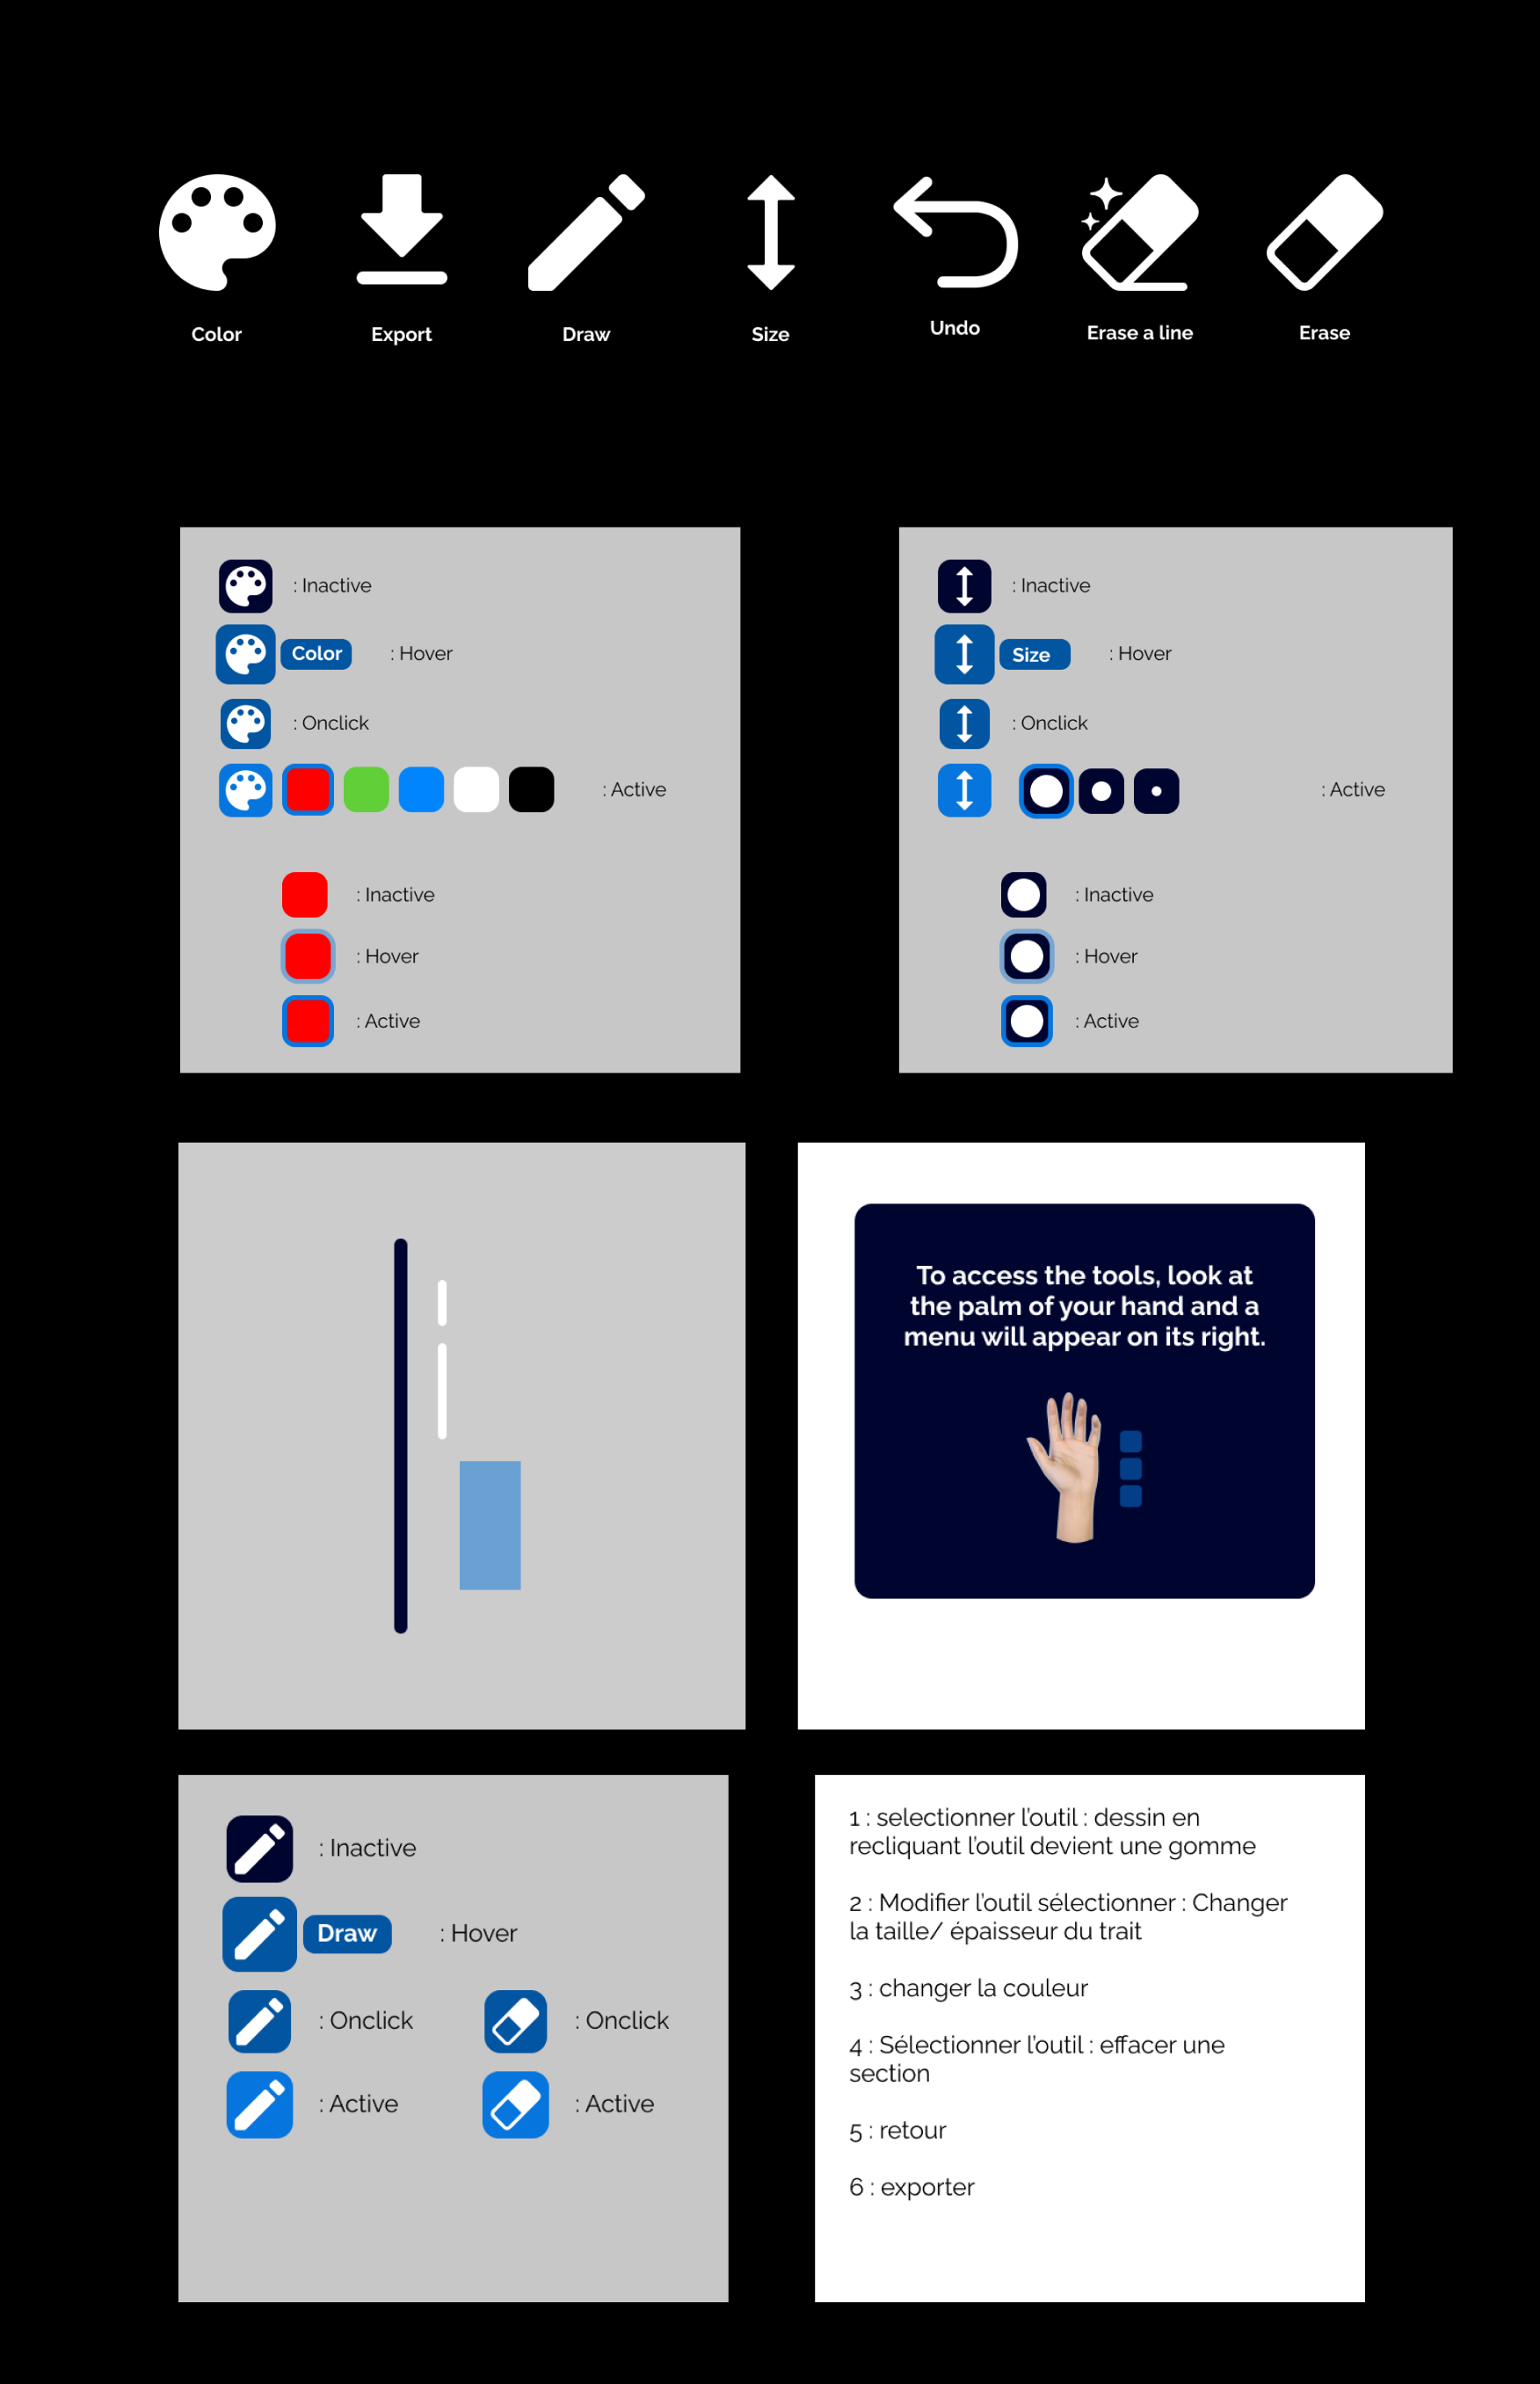 Color
Export
Draw
Size
Undo
Erase a line
Erase
: Inactive
Color
: Hover
: Onclick
: Active
: Inactive
: Hover
: Active
: Inactive
Size
: Hover
: Onclick
: Active
: Inactive
: Hover
: Active
To access the tools, look at
the palm of your hand and a
menu will appear on its right.
: Inactive
Draw
: Hover
: Onclick
: Onclick
: Active
: Active
1 : selectionner l'outil : dessin en
recliquant l'outil devient une gomme
2 : Modifier l'outil sélectionner : Changer
la taille/ épaisseur du trait
3 : changer la couleur
4 : Sélectionner l'outil : effacer une
section
5 : retour
6 : exporter